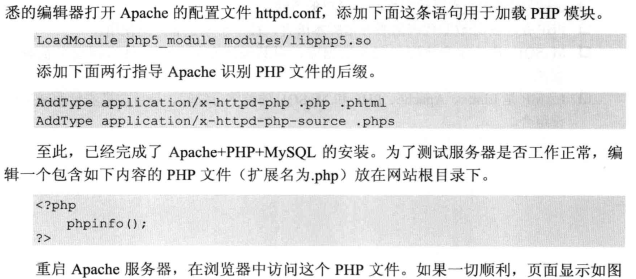 悉的编辑器打开 Apache 的配置文件 httpd.conf，添加下面这条语句用于加载 PHP 模块。
LoadModule php5_module modules/libphp5.so
添加下面两行指导 Apache 识别 PHP 文件的后缀。
AddType application/x-httpd-php .php .phtml
AddType application/x-httpd-php-source .phps
至此，已经完成了 Apache+PHP+MySQL 的安装。为了测试服务器是否工作正常，编
辑一个包含如下内容的 PHP 文件（扩展名为.php）放在网站根目录下。
<?php
phpinfo();
?>
重启 Apache 服务器，在浏览器中访问这个 PHP 文件。如果一切顺利，页面显示如图